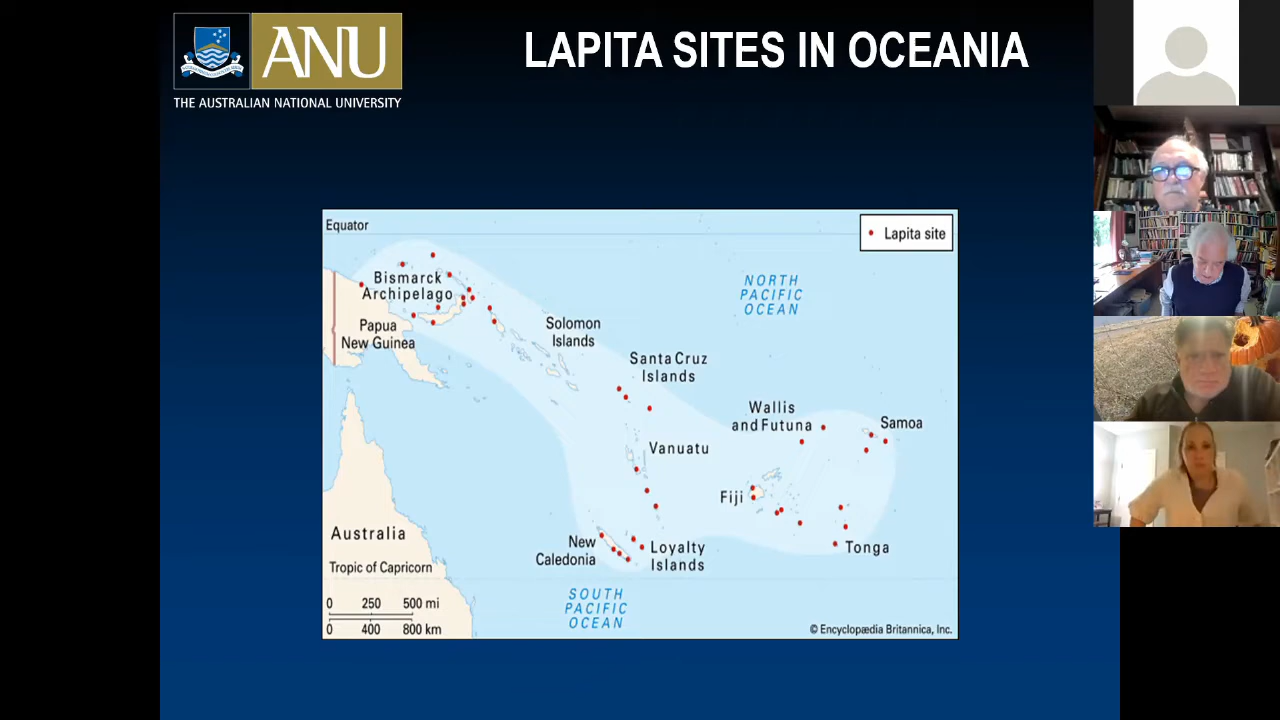 ANU
THE AUSTRALIAN NATIONAL UNIVERSITY
LAPITA SITES IN OCEANIA
Equator
Lapita site
Bismarck
Archipelago
NORTH
PACIFIC
OCEAN
Papua
New Guinea
Solomon
Islands
Santa Cruz
Islands
Wallis
and Futuna
Samoa
Vanuatu
Fiji
Australia
New
Caledonia
Loyalty
Islands
Tonga
Tropic of Capricorn
SOUTH
PACIFIC
OCEAN
0 250 500 mi
0 400 800 km
© Encyclopædia Britannica, Inc.